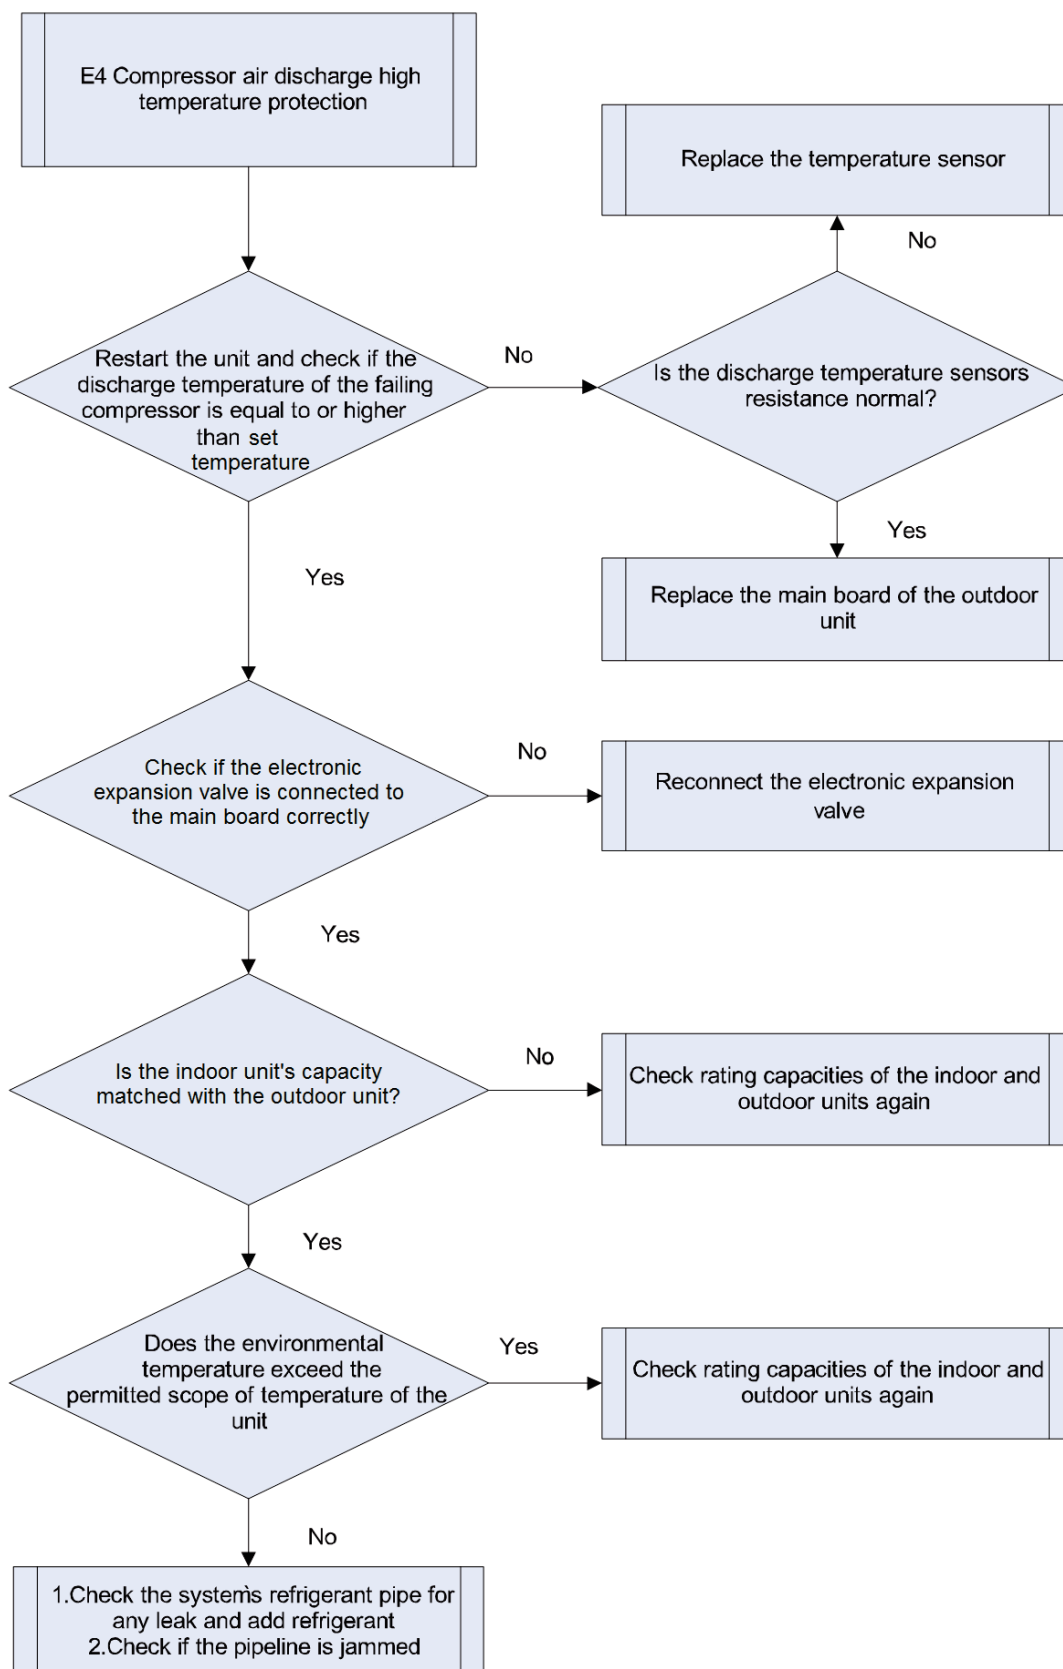 E4 Compressor air discharge high
temperature protection
Replace the temperature sensor
No
Restart the unit and check if the
discharge temperature of the failing
compressor is equal to or higher
than set
temperature
No
Is the discharge temperature sensors
resistance normal?
Yes
Yes
Replace the main board of the outdoor
unit
Check if the electronic
expansion valve is connected to
the main board correctly
No
Reconnect the electronic expansion
valve
Yes
Is the indoor unit's capacity
matched with the outdoor unit?
No
Check rating capacities of the indoor and
outdoor units again
Yes
Does the environmental
temperature exceed the
permitted scope of temperature of the
unit
Yes
Check rating capacities of the indoor and
outdoor units again
No
1.Check the system`s refrigerant pipe for
any leak and add refrigerant
2.Check if the pipeline is jammed